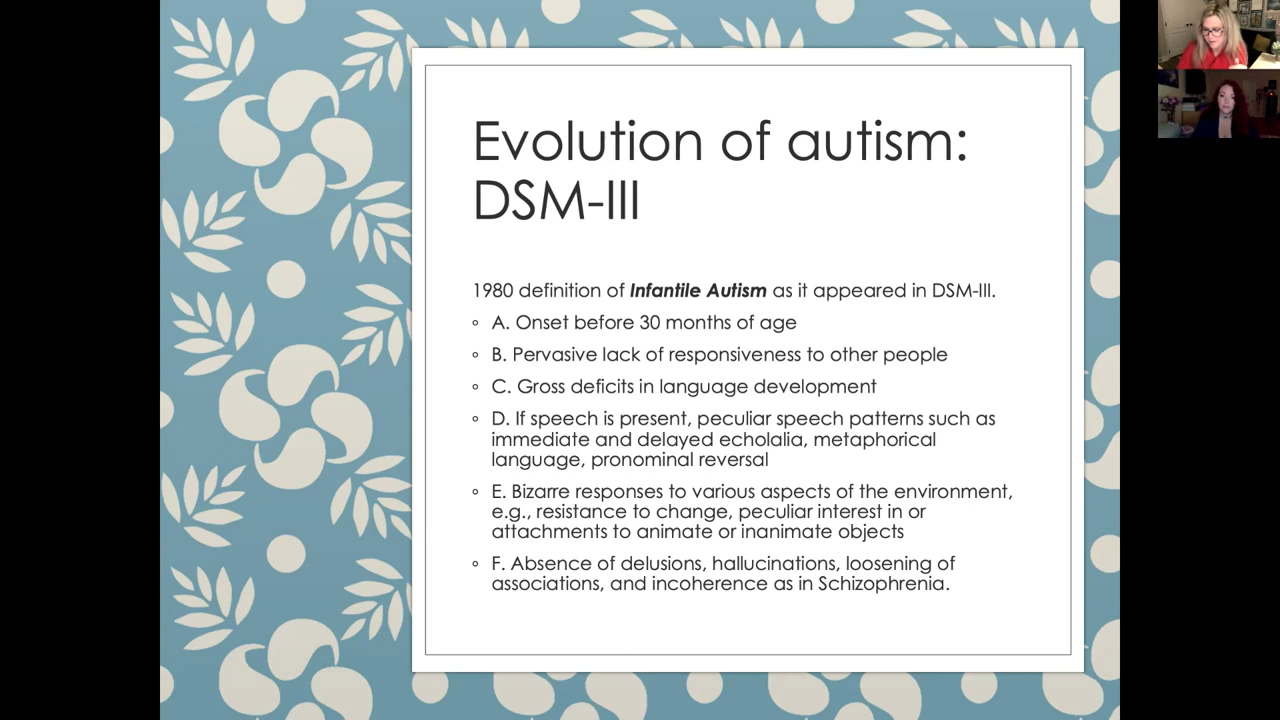 Evolution of autism:
DSM-III
1980 definition of Infantile Autism as it appeared in DSM-III.
◦ A. Onset before 30 months of age
◦ B. Pervasive lack of responsiveness to other people
◦ C. Gross deficits in language development
◦ D. If speech is present, peculiar speech patterns such as
immediate and delayed echolalia, metaphorical
language, pronominal reversal
◦ E. Bizarre responses to various aspects of the environment,
e.g., resistance to change, peculiar interest in or
attachments to animate or inanimate objects
◦ F. Absence of delusions, hallucinations, loosening of
associations, and incoherence as in Schizophrenia.